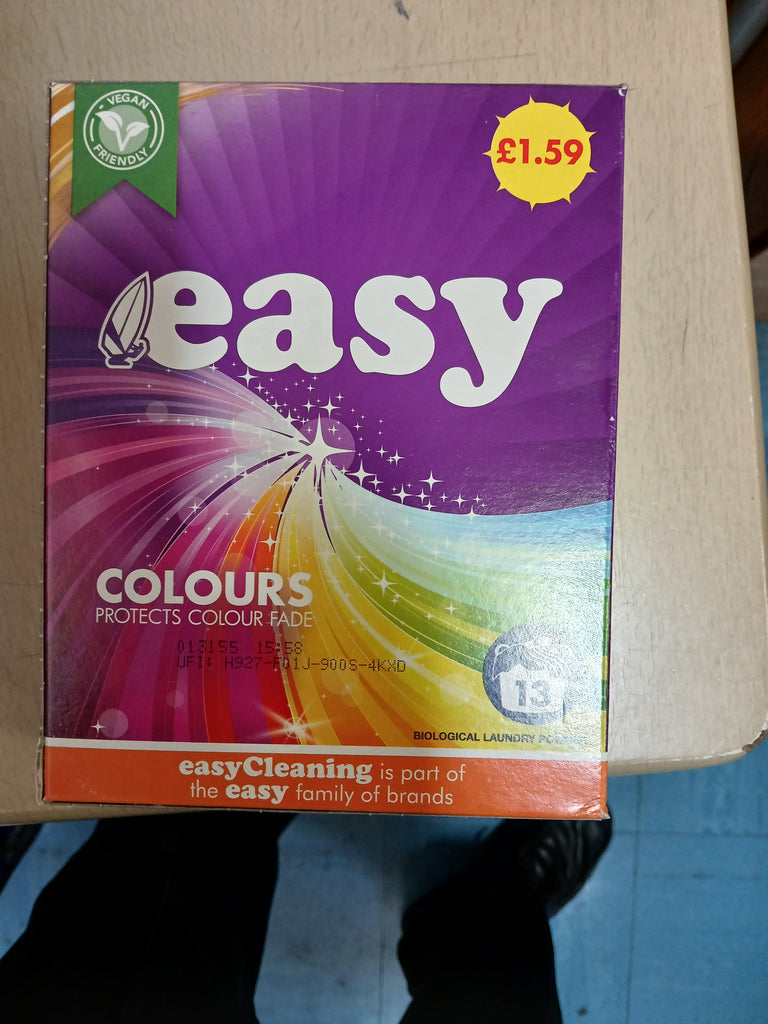 VEGAN
FRIENDLY
£1.59
easy
COLOURS
PROTECTS COLOUR FADE
013155 15:58
UFI: H927-F01J-900S-4KXD
13
BIOLOGICAL LAUNDRY
easyCleaning is part of
the easy family of brands